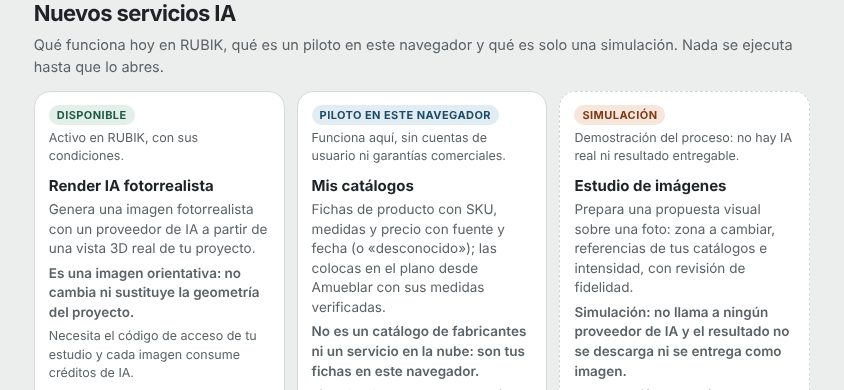 Nuevos servicios IA
Qué funciona hoy en RUBIK, qué es un piloto en este navegador y qué es solo una simulación. Nada se ejecuta
hasta que lo abres.
DISPONIBLE
Activo en RUBIK, con sus
condiciones.
Render IA fotorrealista
Genera una imagen fotorrealista
con un proveedor de IA a partir de
una vista 3D real de tu proyecto.
Es una imagen orientativa: no
cambia ni sustituye la geometría
del proyecto.
Necesita el código de acceso de tu
estudio y cada imagen consume
créditos de IA.
PILOTO EN ESTE NAVEGADOR
Funciona aquí, sin cuentas de
usuario ni garantías comerciales.
Mis catálogos
Fichas de producto con SKU,
medidas y precio con fuente y
fecha (o «desconocido»); las
colocas en el plano desde
Amueblar con sus medidas
verificadas.
No es un catálogo de fabricantes
ni un servicio en la nube: son tus
fichas en este navegador.
SIMULACIÓN
Demostración del proceso: no hay IA
real ni resultado entregable.
Estudio de imágenes
Prepara una propuesta visual
sobre una foto: zona a cambiar,
referencias de tus catálogos e
intensidad, con revisión de
fidelidad.
Simulación: no llama a ningún
proveedor de IA y el resultado no
se descarga ni se entrega como
imagen.